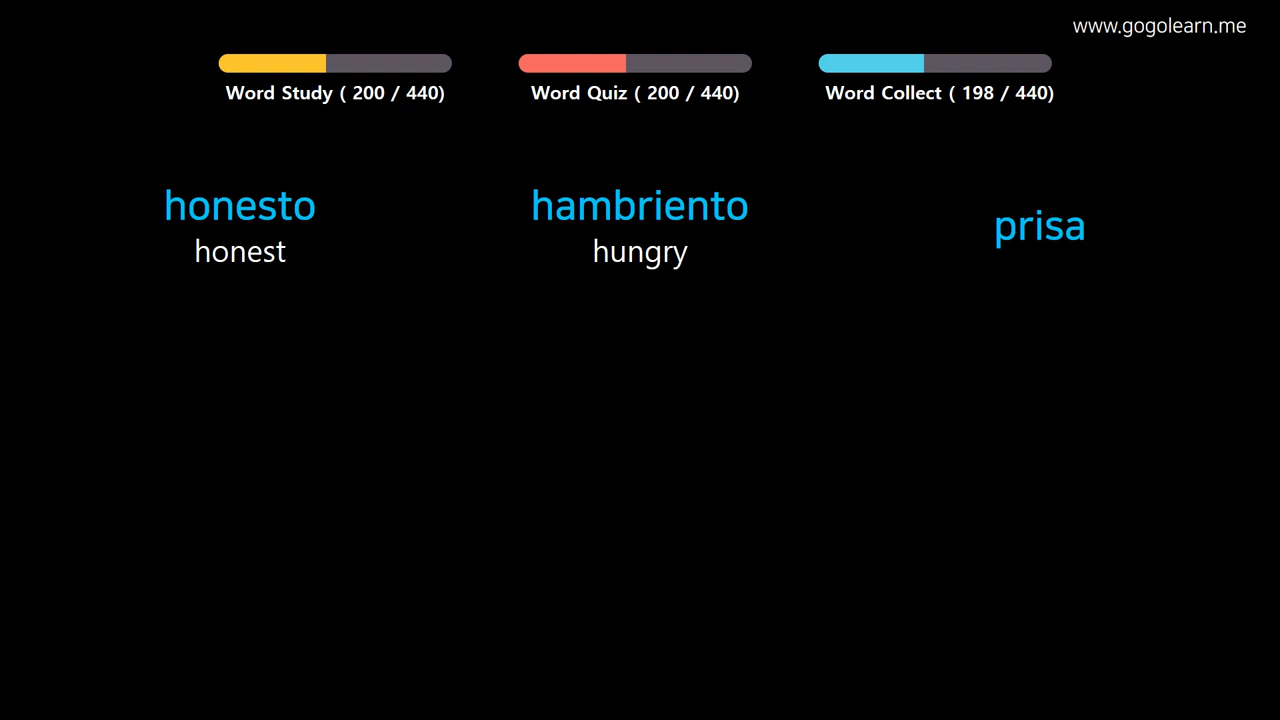 www.gogolearn.me
Word Study ( 200 / 440)
Word Quiz ( 200 / 440)
Word Collect ( 198 / 440)
honesto
honest
hambriento
hungry
prisa